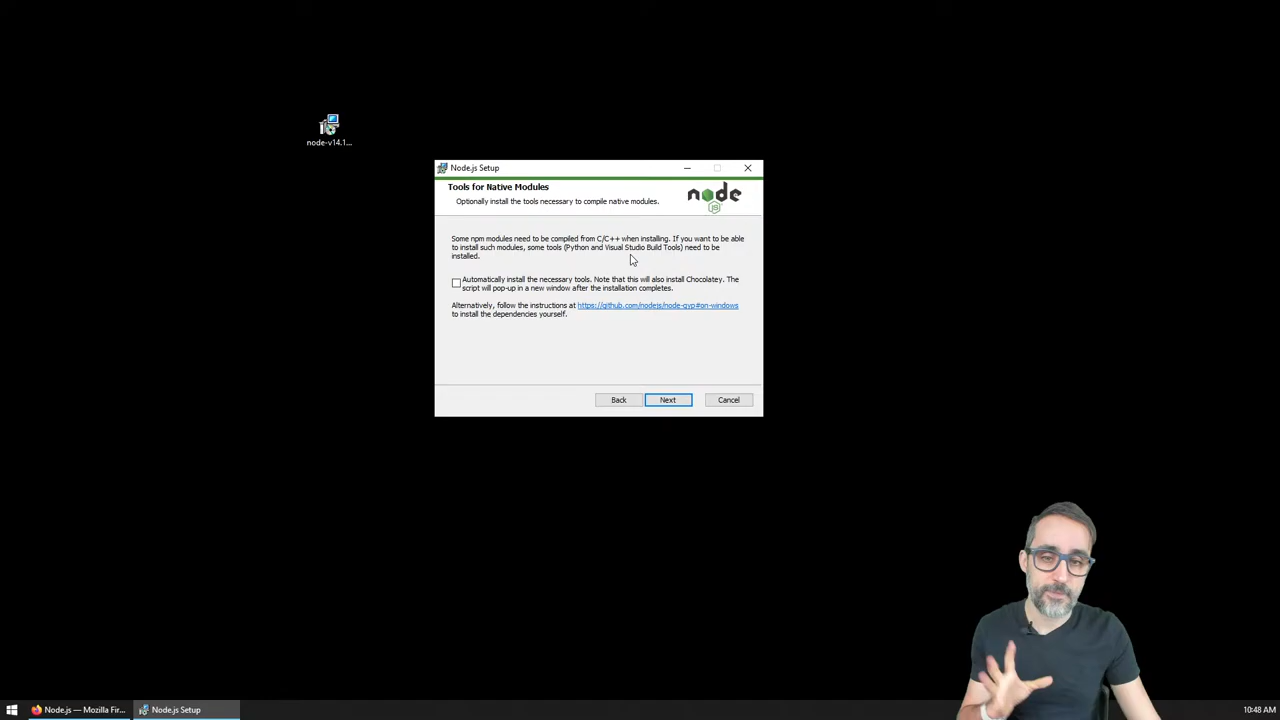 node-v14.1...
Node.js Setup
Tools for Native Modules
Optionally install the tools necessary to compile native modules.
node
JS
Some npm modules need to be compiled from C/C++ when installing. If you want to be able
to install such modules, some tools (Python and Visual Studio Build Tools) need to be
installed.
Automatically install the necessary tools. Note that this will also install Chocolatey. The
script will pop-up in a new window after the installation completes.
Alternatively, follow the instructions at https://github.com/nodejs/node-gyp#on-windows
to install the dependencies yourself.
Back
Next
Cancel
Node.js — Mozilla Fir...
Node.js Setup
10:48 AM